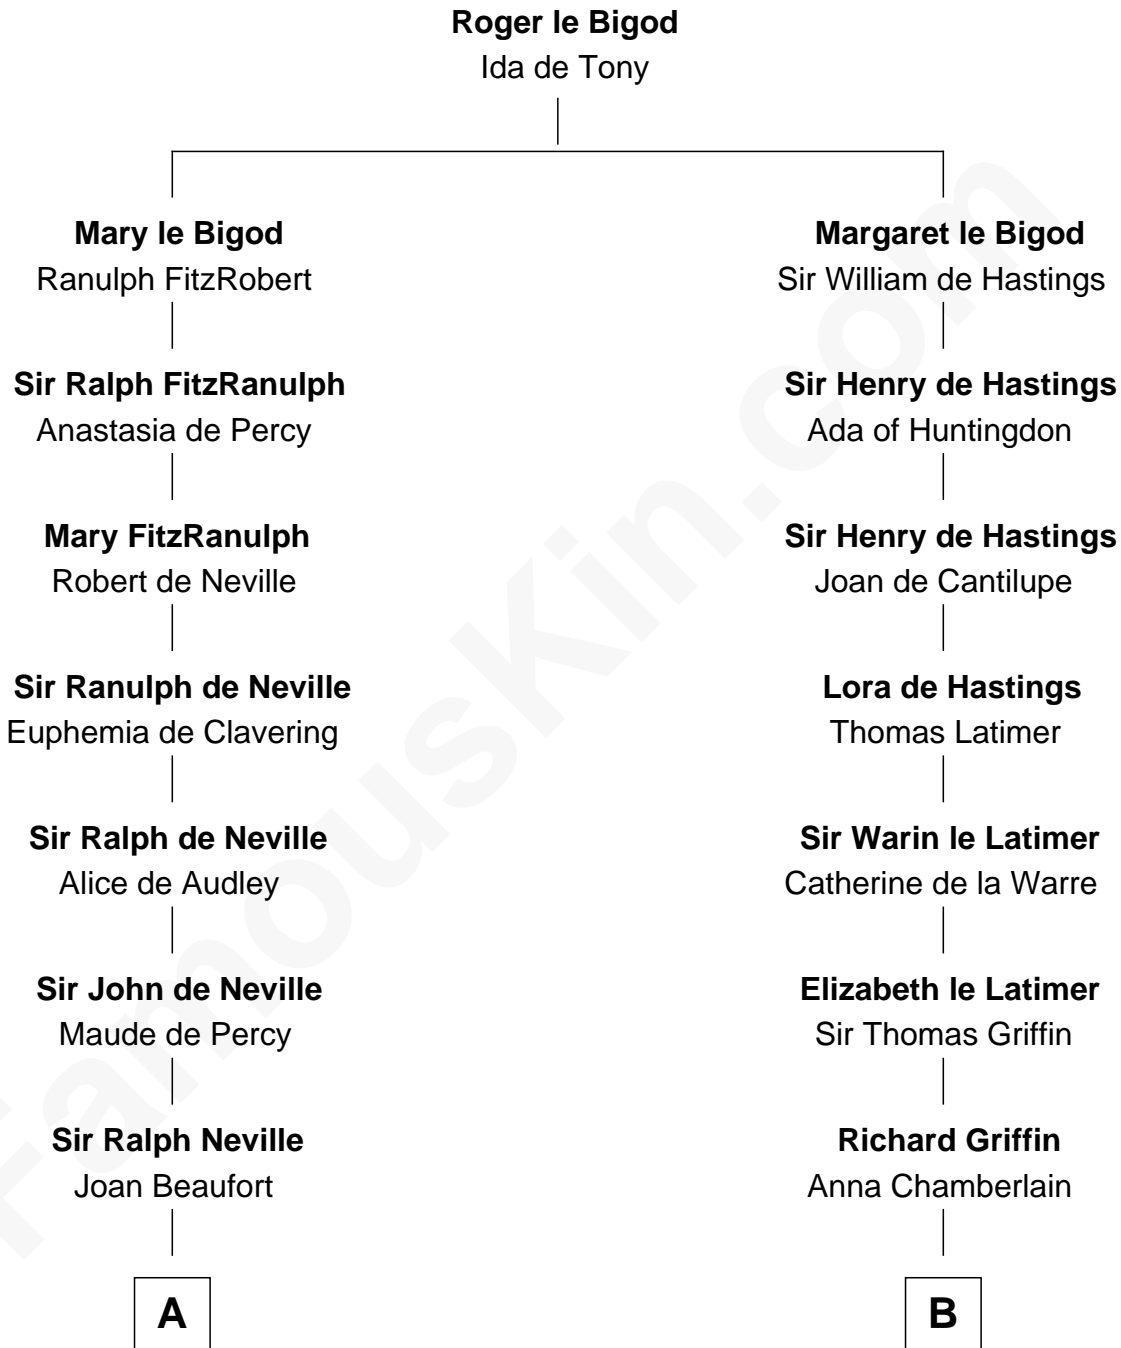 Roger le Bigod
Ida de Tony
Mary le Bigod
Ranulph FitzRobert
Margaret le Bigod
Sir William de Hastings
Sir Ralph FitzRanulph
Anastasia de Percy
Sir Henry de Hastings
Ada of Huntingdon
Mary FitzRanulph
Robert de Neville
Sir Henry de Hastings
Joan de Cantilupe
Sir Ranulph de Neville
Euphemia de Clavering
Lora de Hastings
Thomas Latimer
Sir Ralph de Neville
Alice de Audley
Sir Warin le Latimer
Catherine de la Warre
Sir John de Neville
Maude de Percy
Elizabeth le Latimer
Sir Thomas Griffin
Sir Ralph Neville
Joan Beaufort
Richard Griffin
Anna Chamberlain
A
B
FamousKin.com